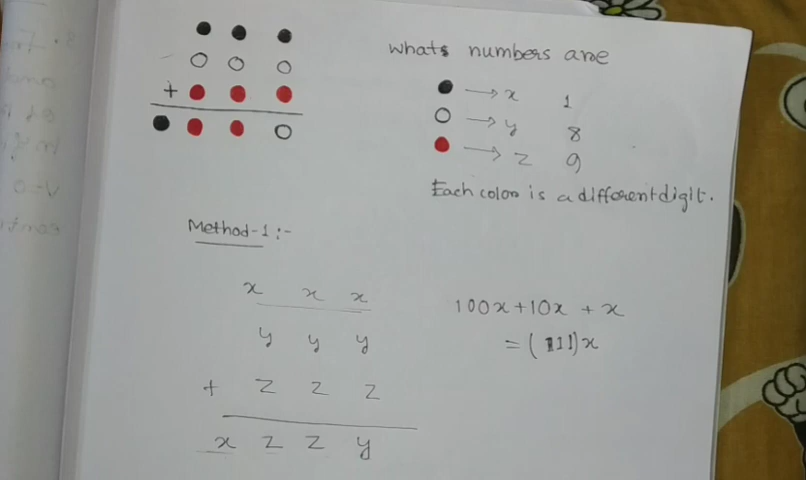 whats numbers are
→ x 1
→ y 8
→ z 9
Each color is a different digit.
Method-1:-
x x x
y y y
+ z z z
x z z y
100x+10x + x
= (111)x